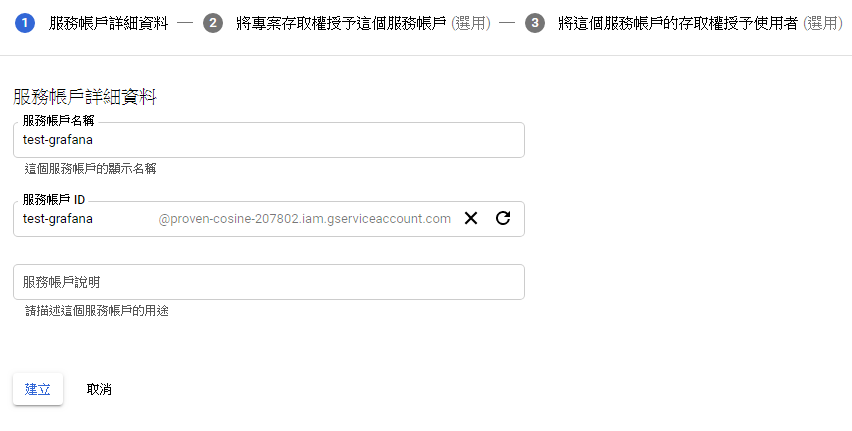 1 服務帳戶詳細資料 — 2 將專案存取權授予這個服務帳戶 (選用) — 3 將這個服務帳戶的存取權授予使用者 (選用)
服務帳戶詳細資料
服務帳戶名稱
test-grafana
這個服務帳戶的顯示名稱
服務帳戶 ID
test-grafana @proven-cosine-207802.iam.gserviceaccount.com
服務帳戶說明
請描述這個服務帳戶的用途
建立 取消